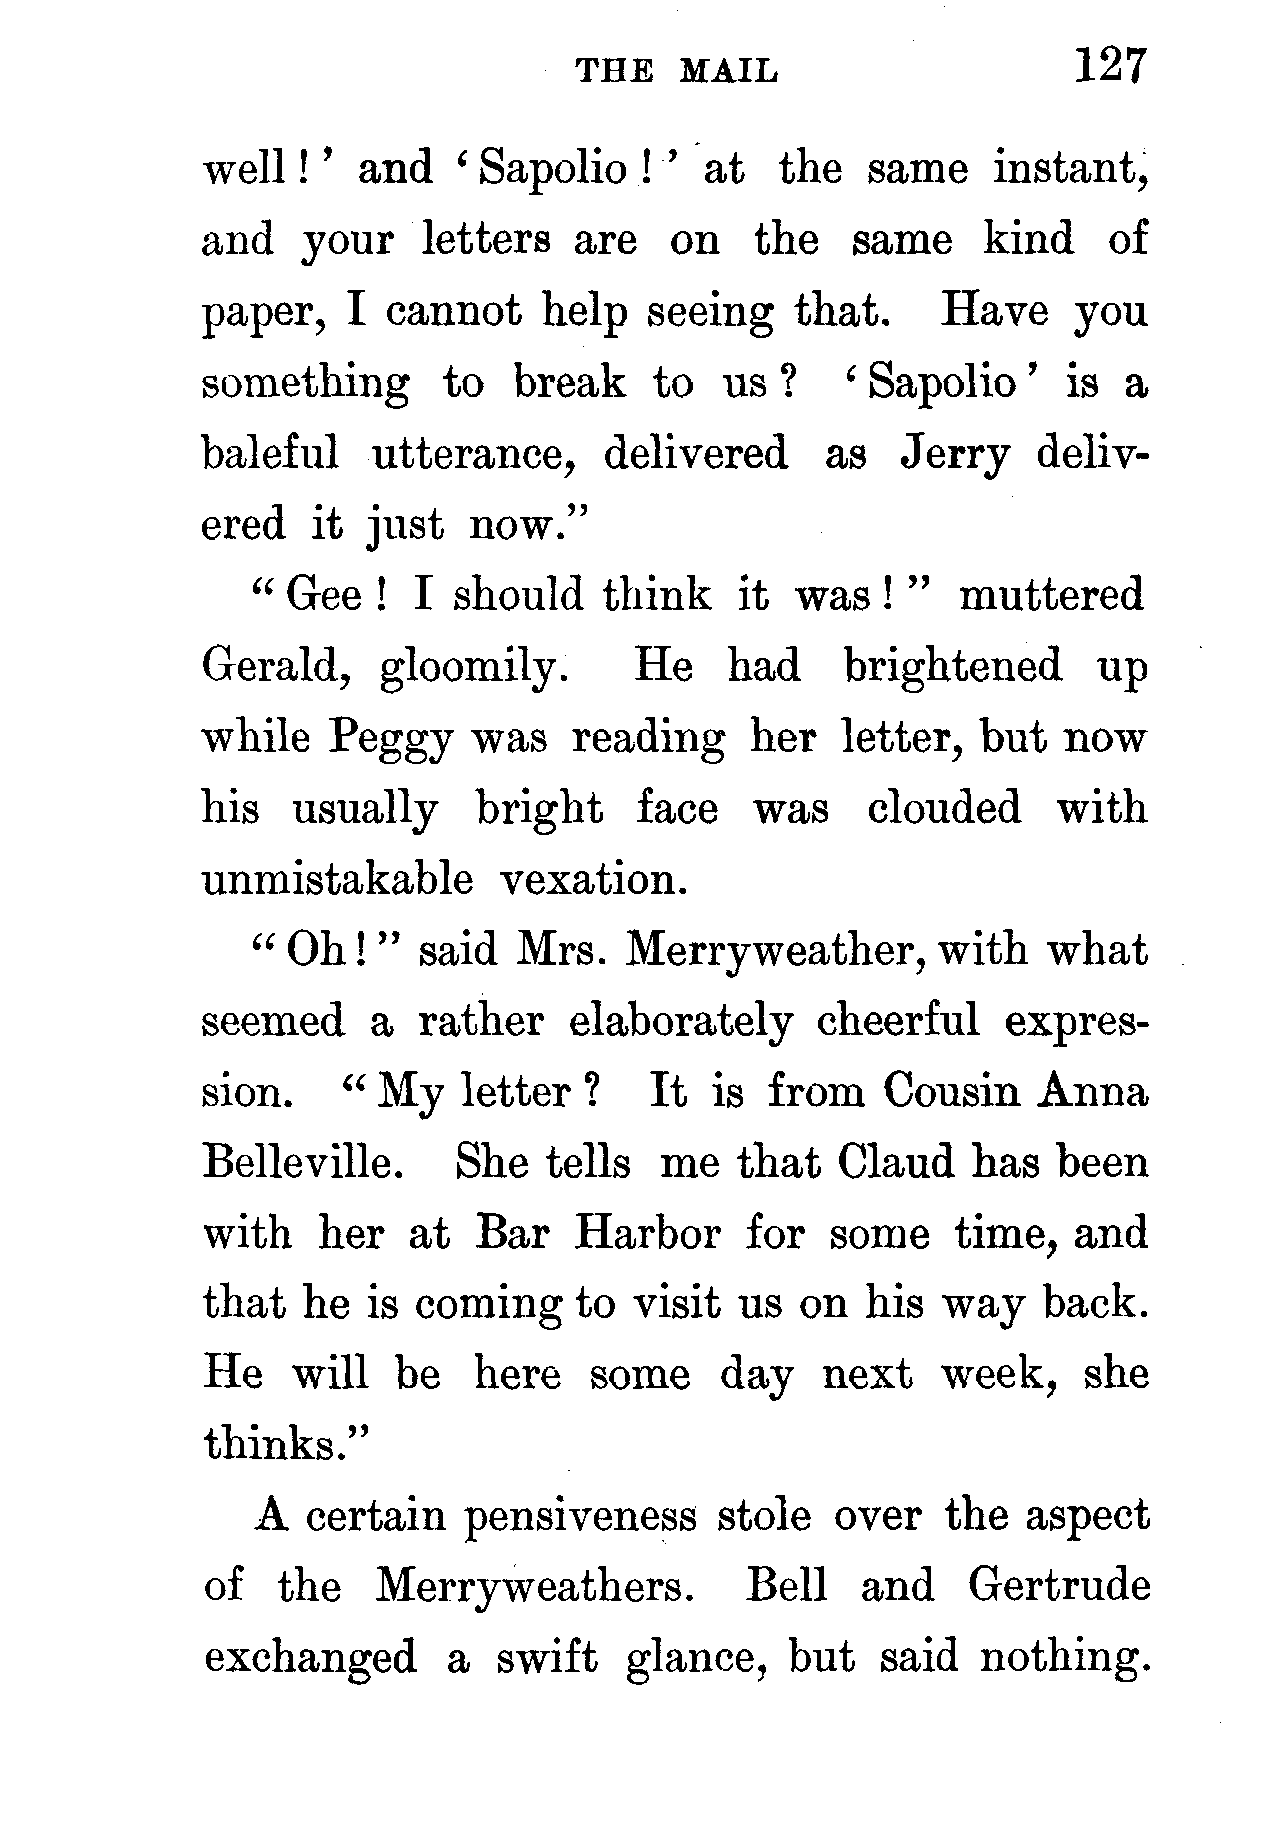 THE MAIL 127
well!' and 'Sapolio!' at the same instant,
and your letters are on the same kind of
paper, I cannot help seeing that. Have you
something to break to us? 'Sapolio' is a
baleful utterance, delivered as Jerry deliv-
ered it just now."
"Gee! I should think it was!" muttered
Gerald, gloomily. He had brightened up
while Peggy was reading her letter, but now
his usually bright face was clouded with
unmistakable vexation.
"Oh!" said Mrs. Merryweather, with what
seemed a rather elaborately cheerful expres-
sion. "My letter? It is from Cousin Anna
Belleville. She tells me that Claud has been
with her at Bar Harbor for some time, and
that he is coming to visit us on his way back.
He will be here some day next week, she
thinks."
A certain pensiveness stole over the aspect
of the Merryweathers. Bell and Gertrude
exchanged a swift glance, but said nothing.